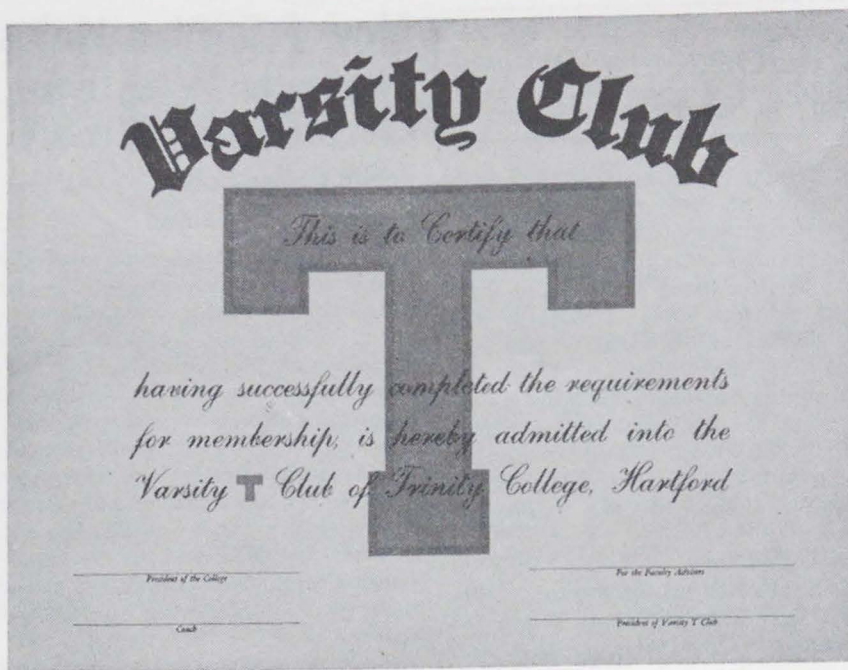 Varsity Club
This is to Certify that
having successfully completed the requirements
for membership, is hereby admitted into the
Varsity T Club of Trinity College, Hartford
President of the College
For the Faculty Advisers
Coach
President of Varsity T Club